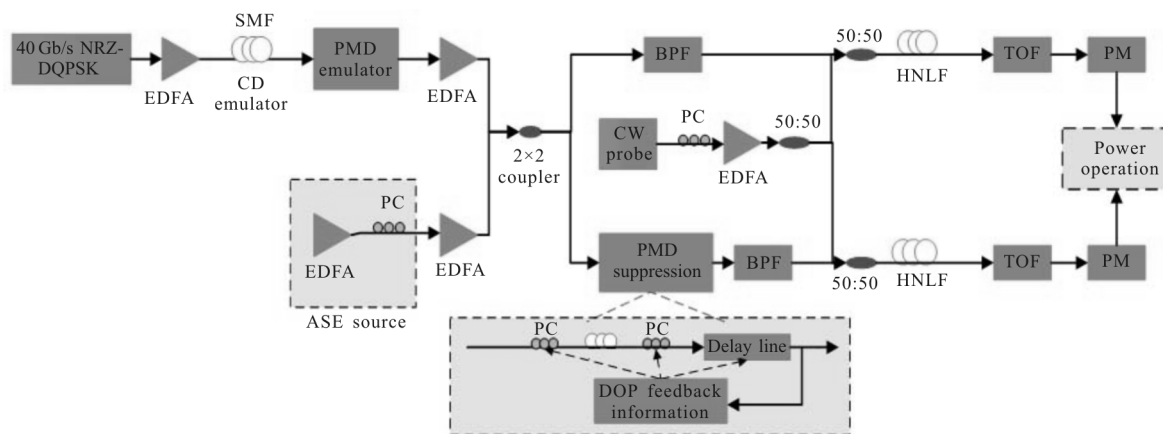 40 Gb/s NRZ-
DQPSK
EDFA
SMF
CD
emulator
PMD
emulator
EDFA
2×2
coupler
PC
EDFA
ASE source
EDFA
BPF
CW
probe
PC
EDFA
50:50
50:50
HNLF
TOF
PM
Power
operation
PMD
suppression
BPF
50:50
HNLF
TOF
PM
PC
PC
Delay line
DOP feedback
information